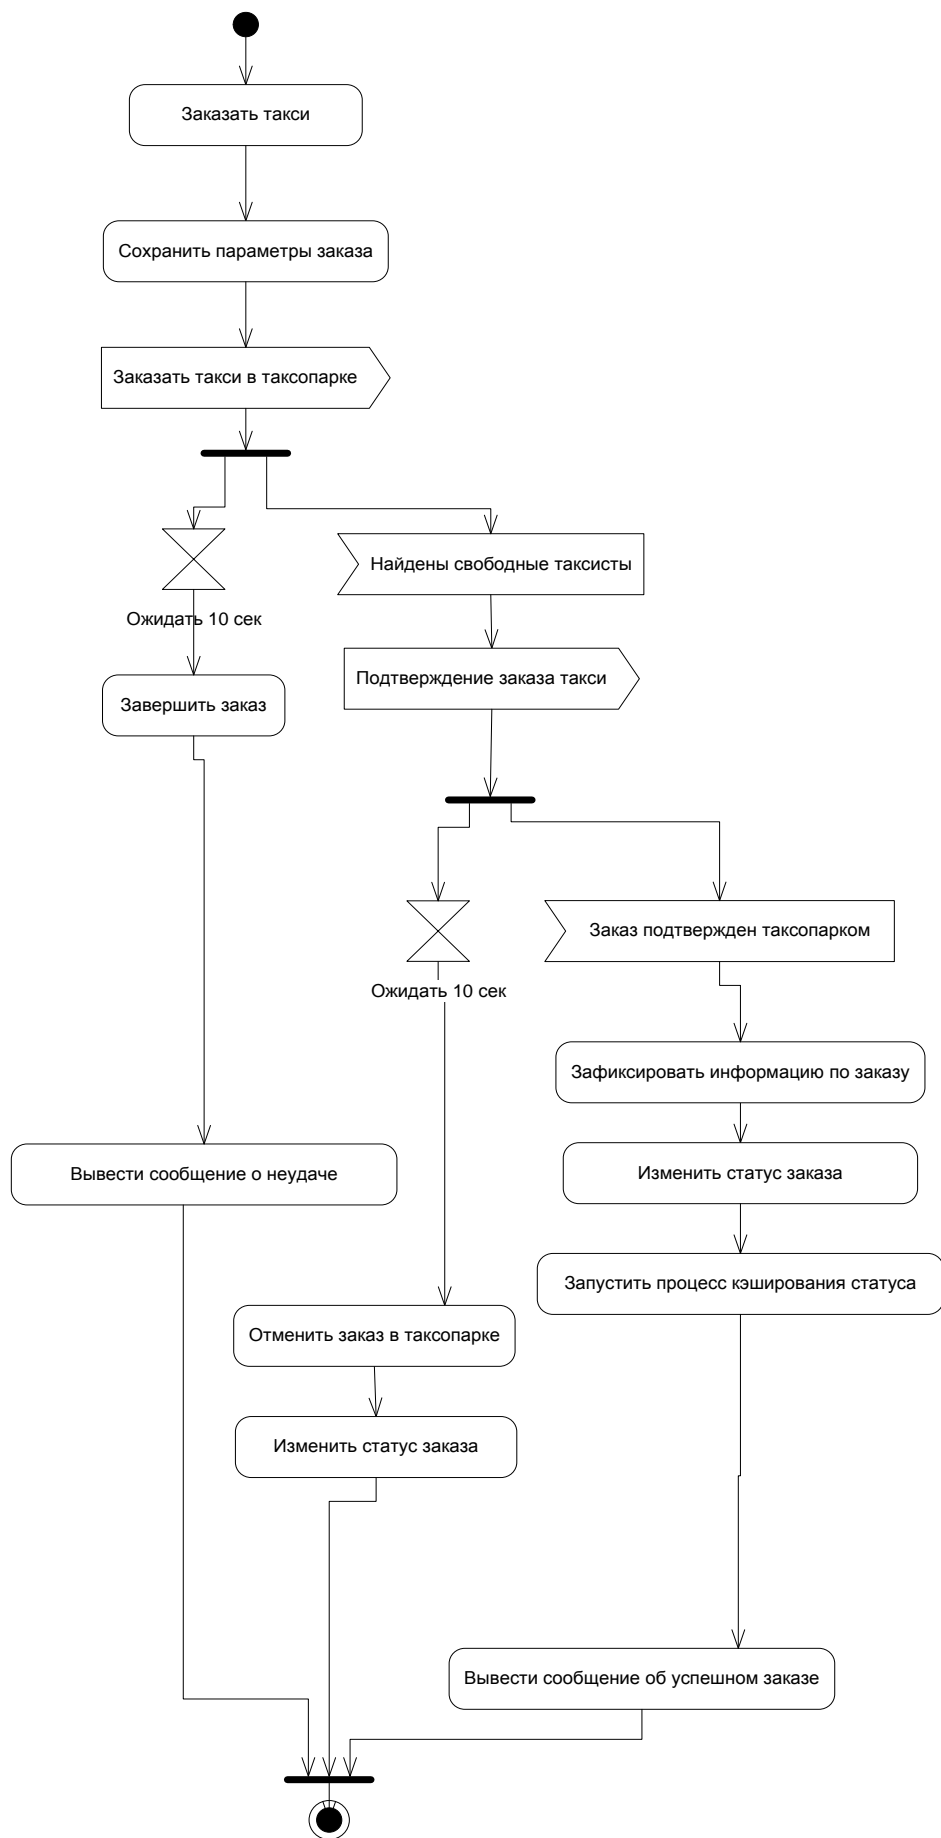 Заказать такси
Сохранить параметры заказа
Заказать такси в таксопарке
Найдены свободные таксисты
Ожидать 10 сек
Подтверждение заказа такси
Завершить заказ
Заказ подтвержден таксопарком
Ожидать 10 сек
Зафиксировать информацию по заказу
Вывести сообщение о неудаче
Изменить статус заказа
Запустить процесс кэширования статуса
Отменить заказ в таксопарке
Изменить статус заказа
Вывести сообщение об успешном заказе